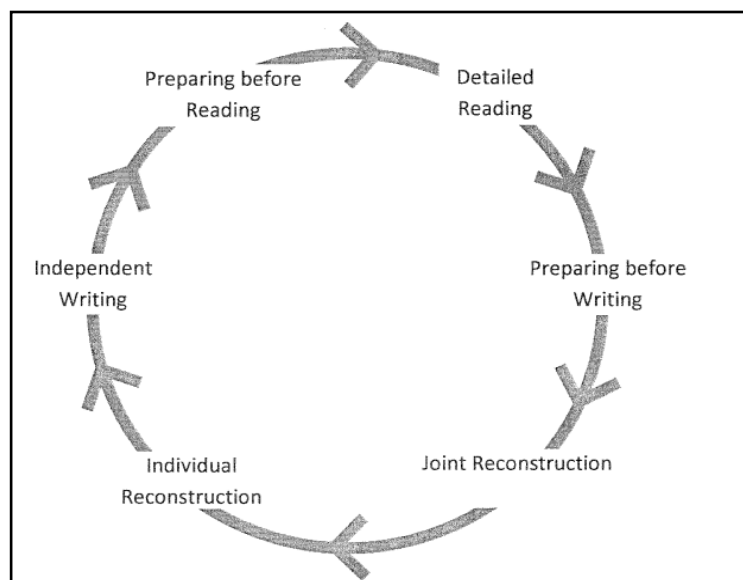 Preparing before
Reading
Detailed
Reading
Preparing before
Writing
Joint Reconstruction
Individual
Reconstruction
Independent
Writing